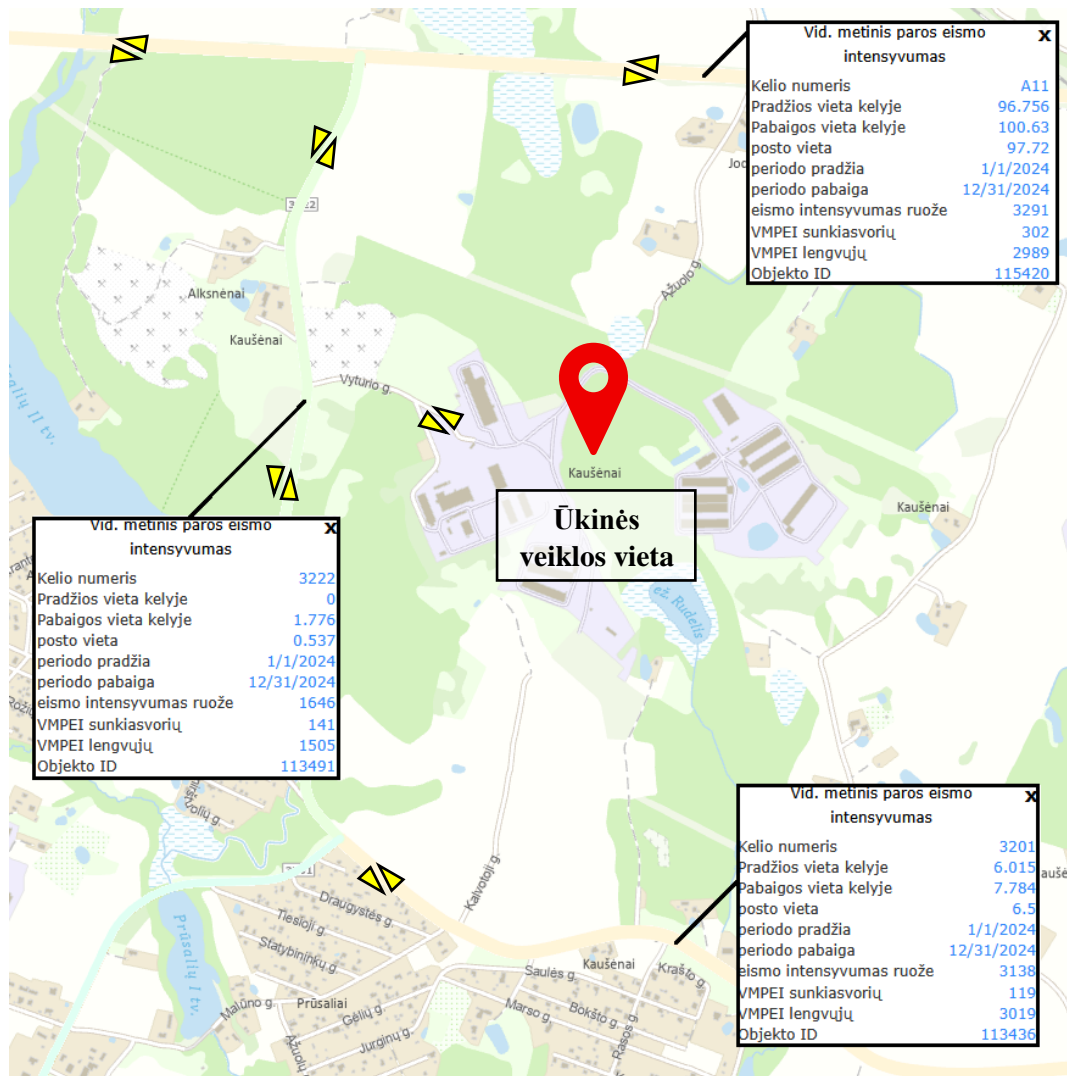 Vid. metinis paros eismo x
intensyvumas
Kelio numeris A11
Pradžios vieta kelyje 96.756
Pabaigos vieta kelyje 100.63
posto vieta 97.72
periodo pradžia 1/1/2024
periodo pabaiga 12/31/2024
eismo intensyvumas ruože 3291
VMPEI sunkiasvorių 302
VMPEI lengvųjų 2989
Objekto ID 115420
Ažuolo g.
Alksnėnai
Kaušėnai
Vyturio g.
Kaušėnai
Ūkinės
veiklos vieta
Kaušėnai
ež. Rudelis
II tv.
Vid. metinis paros eismo x
intensyvumas
Kelio numeris 3222
Pradžios vieta kelyje 0
Pabaigos vieta kelyje 1.776
posto vieta 0.537
periodo pradžia 1/1/2024
periodo pabaiga 12/31/2024
eismo intensyvumas ruože 1646
VMPEI sunkiasvorių 141
VMPEI lengvųjų 1505
Objekto ID 113491
Vid. metinis paros eismo x
intensyvumas
Kelio numeris 3201
Pradžios vieta kelyje 6.015
Pabaigos vieta kelyje 7.784
posto vieta 6.5
periodo pradžia 1/1/2024
periodo pabaiga 12/31/2024
eismo intensyvumas ruože 3138
VMPEI sunkiasvorių 119
VMPEI lengvųjų 3019
Objekto ID 113436
Kalvotoji g.
Draugystės g.
Tiesioji g.
Statybininkų g.
Prūsalių I tv.
Malūno g.
Prūsaliai
Gėlių g.
Jurginų g.
Ąžuolų g.
Saulės g.
Kaušėnai
Krašto g.
Marso g.
Bokšto g.
Rasos g.